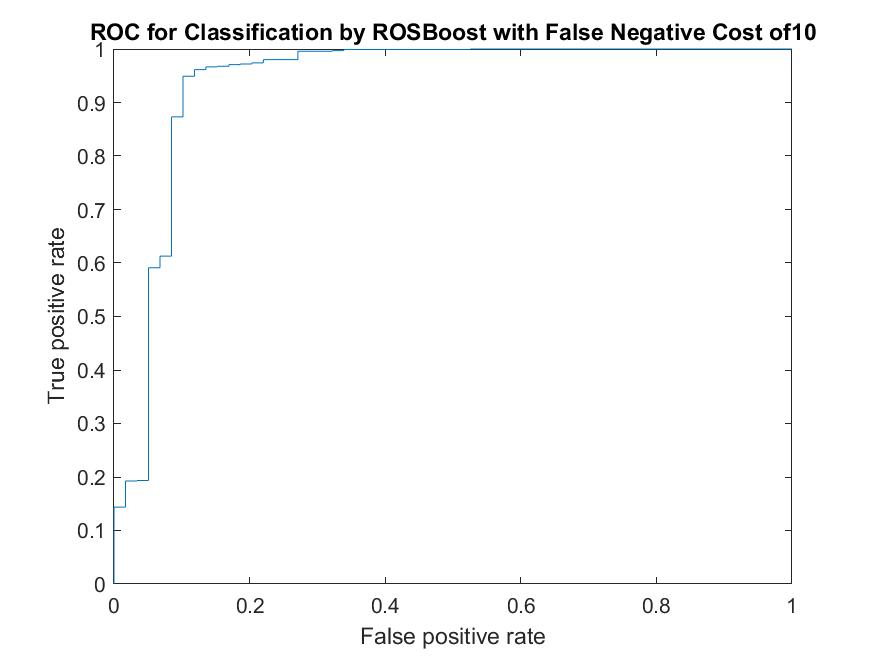 ROC for Classification by ROSBoost with False Negative Cost of10
1
0.9
0.8
0.7
0.6
0.5
0.4
0.3
0.2
0.1
0
True positive rate
0 0.2 0.4 0.6 0.8 1
False positive rate